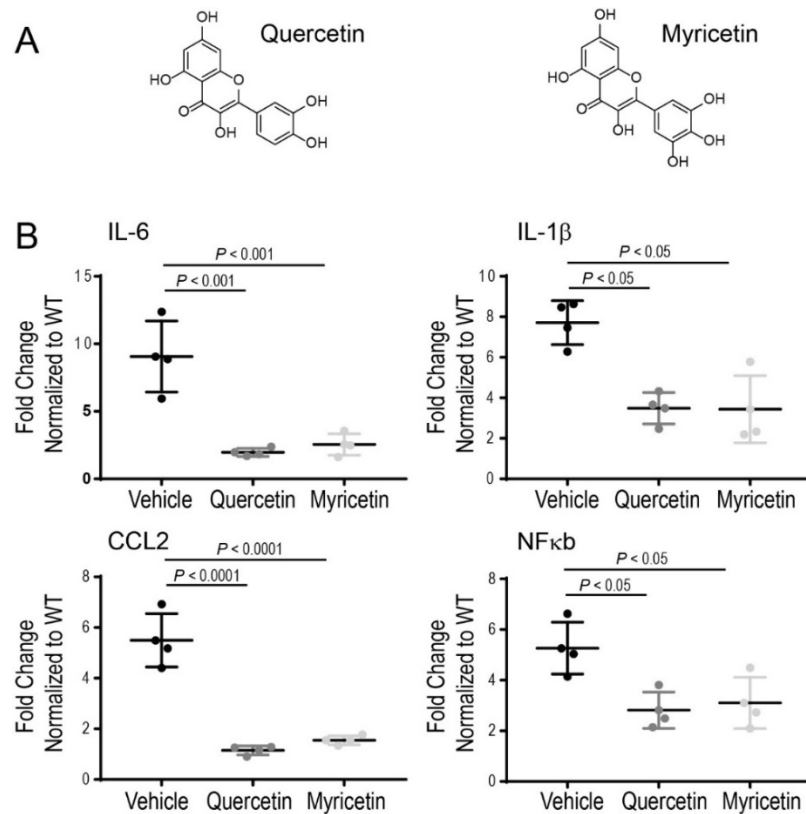 A
Quercetin
Myricetin
OH
HO
O
O
OH
OH
OH
OH
HO
O
O
OH
OH
OH
OH
B
IL-6
P < 0.001
P < 0.001
Fold Change
Normalized to WT
15
10
5
0
Vehicle Quercetin Myricetin
IL-1β
P < 0.05
P < 0.05
Fold Change
Normalized to WT
10
8
6
4
2
0
Vehicle Quercetin Myricetin
CCL2
P < 0.0001
P < 0.0001
Fold Change
Normalized to WT
8
6
4
2
0
Vehicle Quercetin Myricetin
NFκb
P < 0.05
P < 0.05
Fold Change
Normalized to WT
8
6
4
2
0
Vehicle Quercetin Myricetin